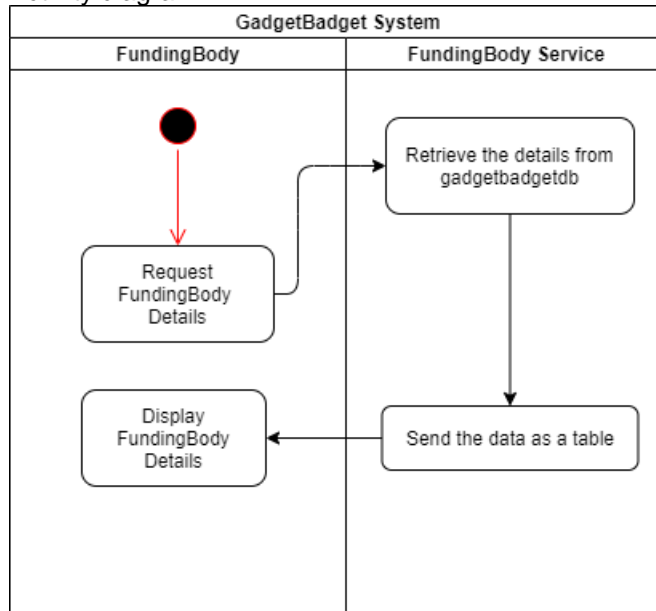 GadgetBadget System
FundingBody
FundingBody Service
Retrieve the details from
gadgetbadgetdb
Request
FundingBody
Details
Display
FundingBody
Details
Send the data as a table